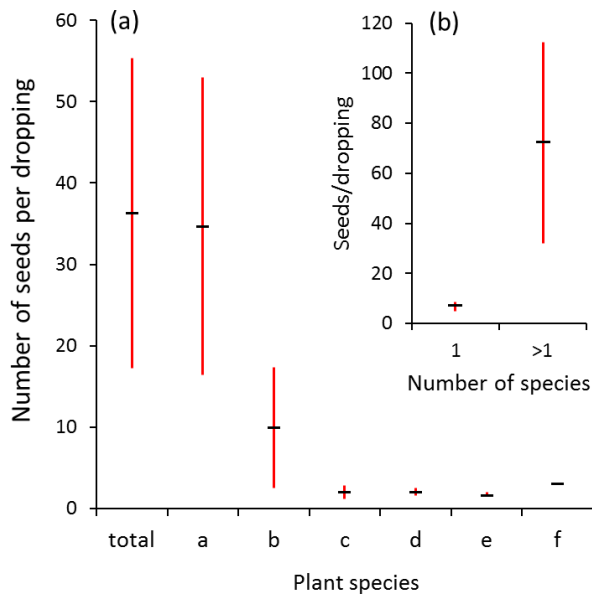 (a)
Number of seeds per dropping
60
50
40
30
20
10
0
total a b c d e f
Plant species
(b)
Seeds/dropping
120
100
80
60
40
20
0
1 >1
Number of species